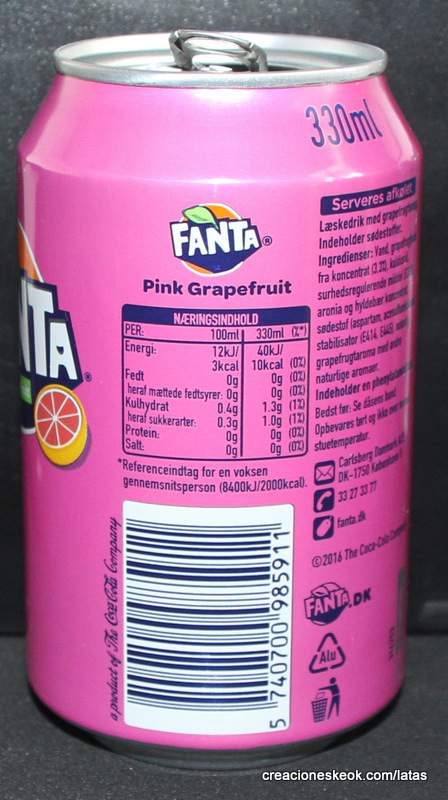 330ml
FANTA®
Pink Grapefruit
NÆRINGSINDHOLD
PER: 100ml 330ml (%*)
Energi: 12kJ/ 40kJ/
3kcal 10kcal (0%)
Fedt 0g 0g (0%)
heraf mættede fedtsyrer: 0g 0g (0%)
Kulhydrat 0.4g 1.3g (1%)
heraf sukkerarter: 0.3g 1.0g (1%)
Protein: 0g 0g (0%)
Salt: 0g 0g (0%)
*Referenceindtag for en voksen
gennemsnitsperson (8400kJ/2000kcal).
a product of The Coca-Cola Company
5 740700 985911
Serveres afkølet
Læskedrik med
Indeholder sødestoffer.
Ingredienser: Vand,
fra koncentrat (3.3%),
surhedsregulerende
aronia og hyldebær
sødestof (aspartam,
stabilisator (E414, E445),
grapefrugtaroma med andre
naturlige aromaer.
Indeholder en
Bedst før: Se dåsens bund.
Opbevares tørt og ikke
stuetemperatur.
Carlsberg Danmark
DK-1750 København
33 27 33 77
fanta.dk
©2016 The Coca-Cola
FANTA.DK
Alu
®
creacioneskeok.com/latas